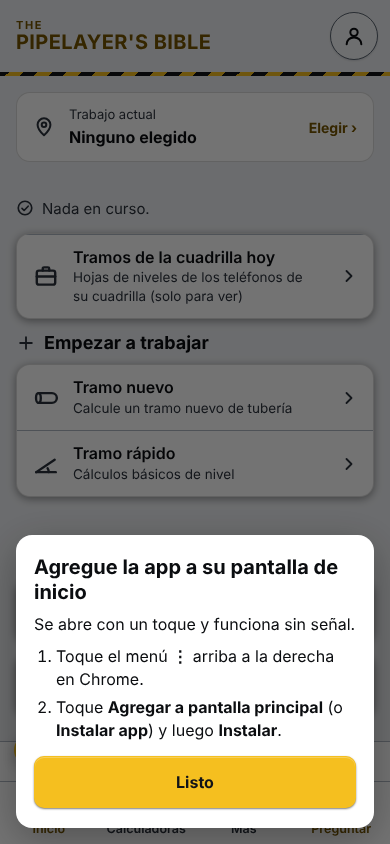 THE
PIPELAYER'S BIBLE
Trabajo actual
Ninguno elegido
Elegir ›
Nada en curso.
Tramos de la cuadrilla hoy
Hojas de niveles de los teléfonos de
su cuadrilla (solo para ver)
Empezar a trabajar
Tramo nuevo
Calcule un tramo nuevo de tubería
Tramo rápido
Cálculos básicos de nivel
Agregue la app a su pantalla de
inicio
Se abre con un toque y funciona sin señal.
1. Toque el menú ⋮ arriba a la derecha
en Chrome.
2. Toque Agregar a pantalla principal (o
Instalar app) y luego Instalar.
Listo
Inicio
Calculadoras
Más
Preguntar